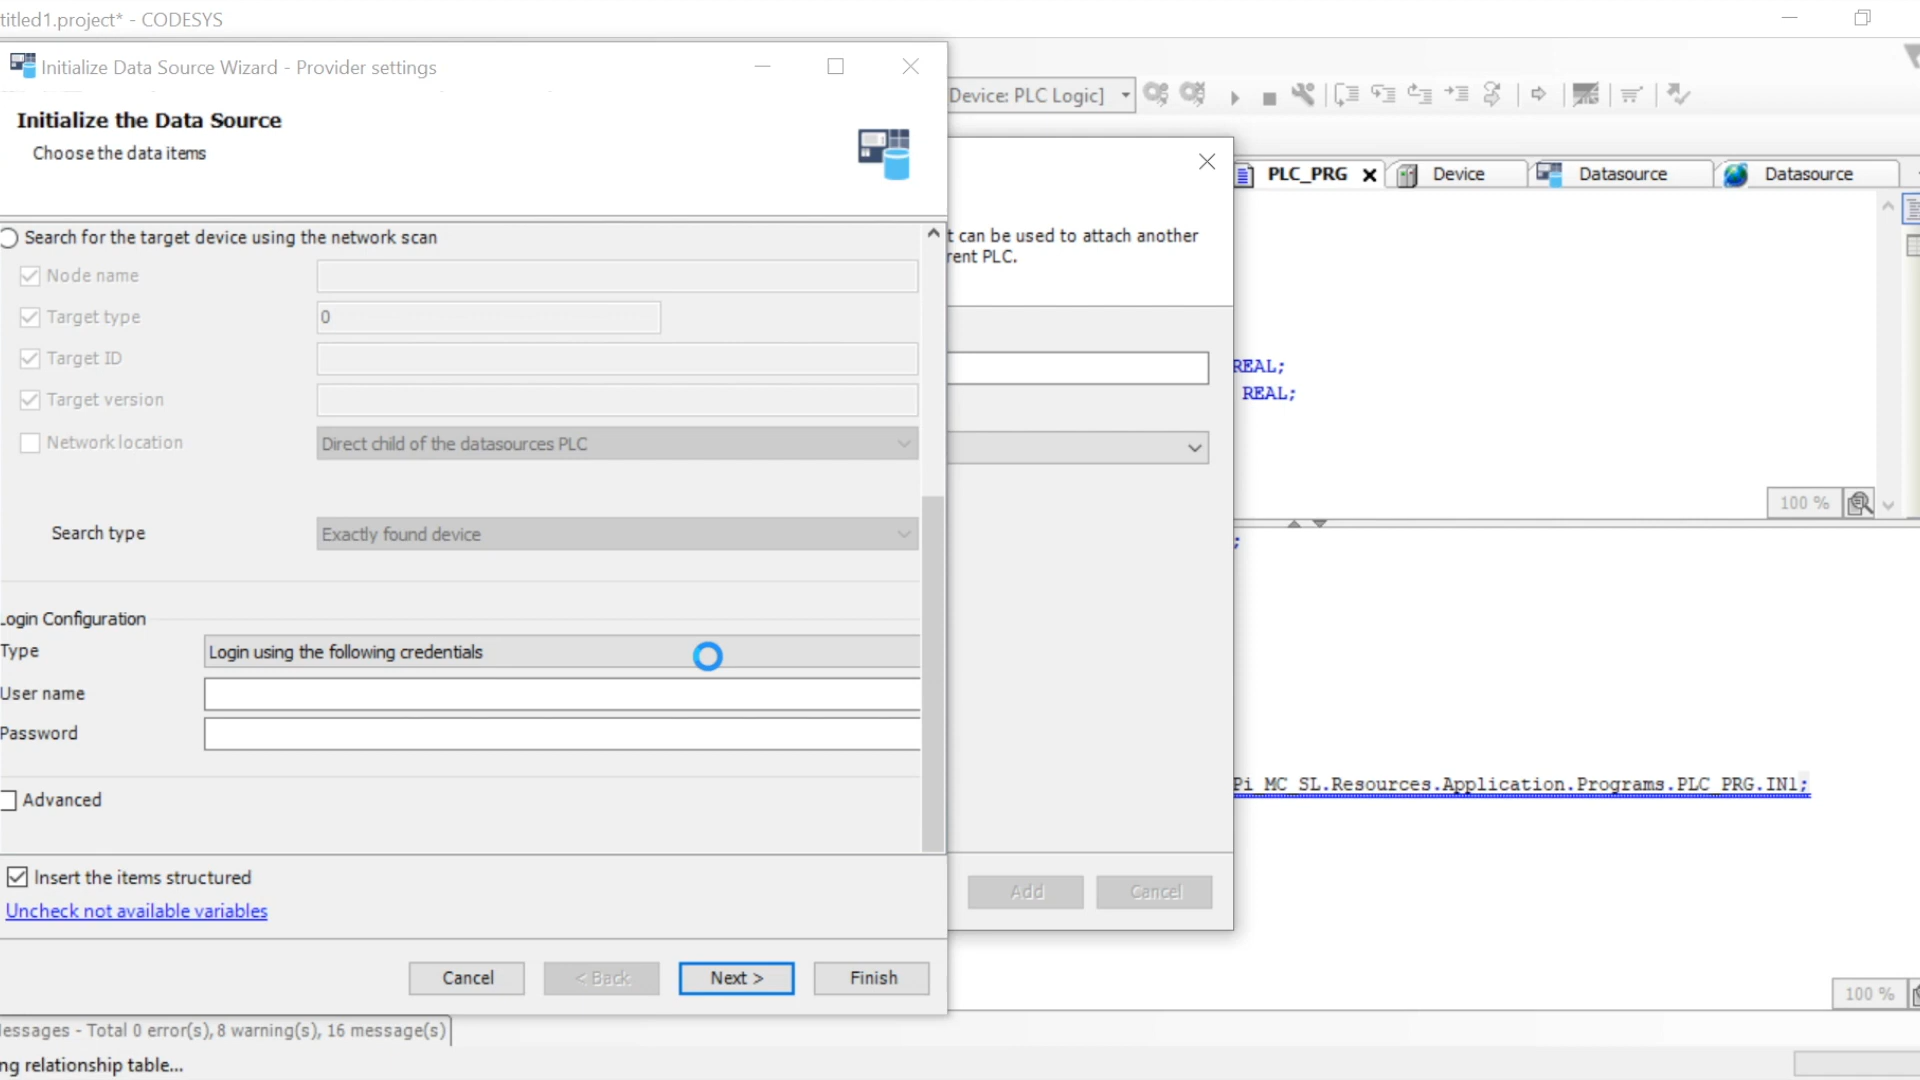 titled1.project* - CODESYS
Initialize Data Source Wizard - Provider settings
Initialize the Data Source
Choose the data items
Device: PLC Logic]
PLC_PRG
Device
Datasource
Datasource
Search for the target device using the network scan
t can be used to attach another
rent PLC.
Node name
Target type
0
Target ID
REAL;
Target version
REAL;
Network location
Direct child of the datasources PLC
100 %
Search type
Exactly found device
;
Login Configuration
Type
Login using the following credentials
User name
Password
Pi_MC_SL.Resources.Application.Programs.PLC_PRG.IN1;
Advanced
Insert the items structured
Add
Cancel
Uncheck not available variables
Cancel
< Back
Next >
Finish
100 %
essages - Total 0 error(s), 8 warning(s), 16 message(s)
ng relationship table...